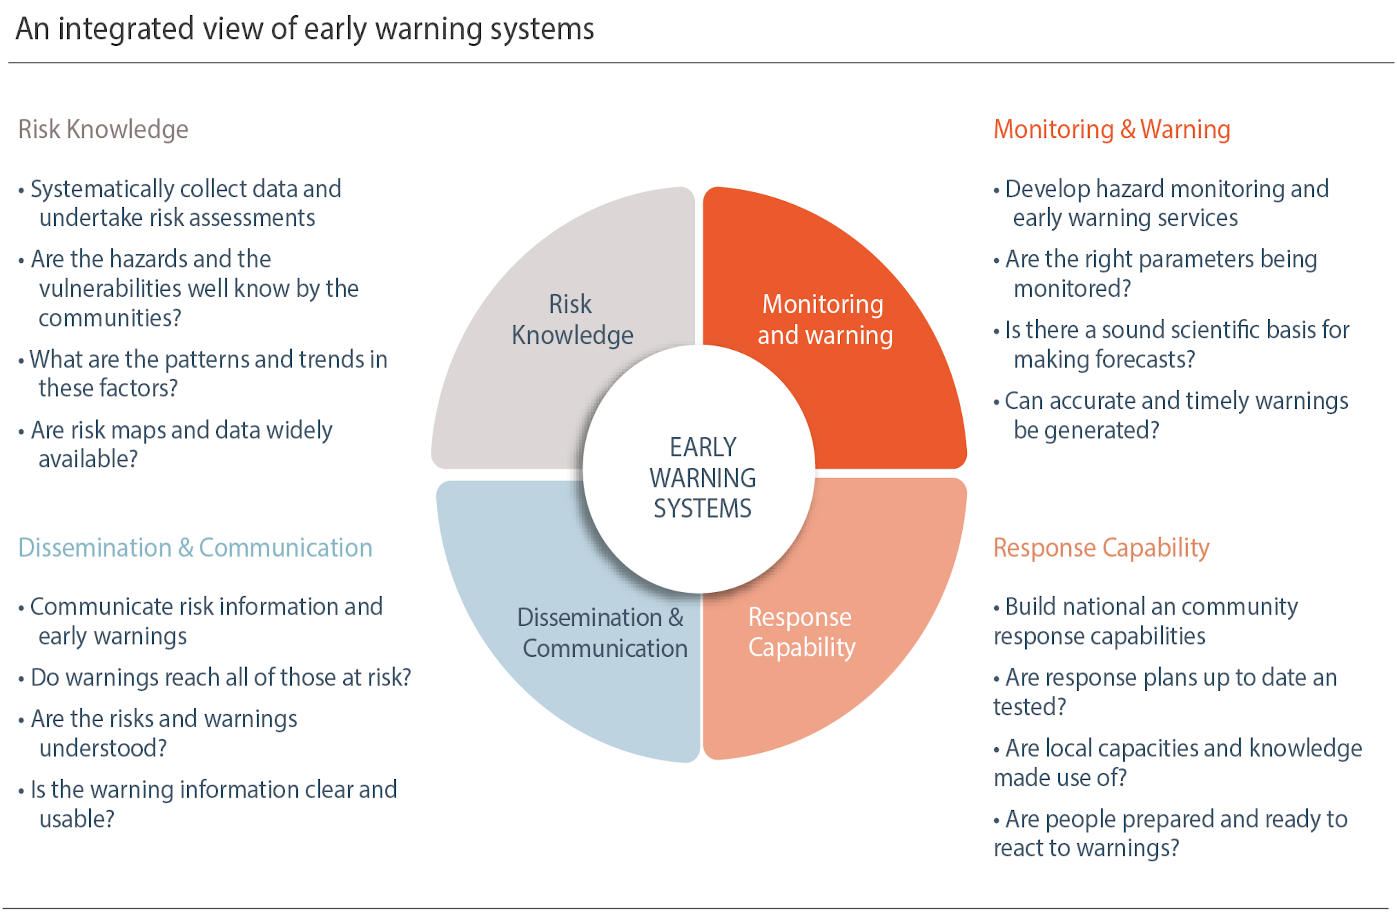 An integrated view of early warning systems
Risk Knowledge
• Systematically collect data and
undertake risk assessments
• Are the hazards and the
vulnerabilities well know by the
communities?
• What are the patterns and trends in
these factors?
• Are risk maps and data widely
available?
Dissemination & Communication
• Communicate risk information and
early warnings
• Do warnings reach all of those at risk?
• Are the risks and warnings
understood?
• Is the warning information clear and
usable?
Risk
Knowledge
Monitoring
and warning
EARLY
WARNING
SYSTEMS
Dissemination &
Communication
Response
Capability
Monitoring & Warning
• Develop hazard monitoring and
early warning services
• Are the right parameters being
monitored?
• Is there a sound scientific basis for
making forecasts?
• Can accurate and timely warnings
be generated?
Response Capability
• Build national an community
response capabilities
• Are response plans up to date an
tested?
• Are local capacities and knowledge
made use of?
• Are people prepared and ready to
react to warnings?